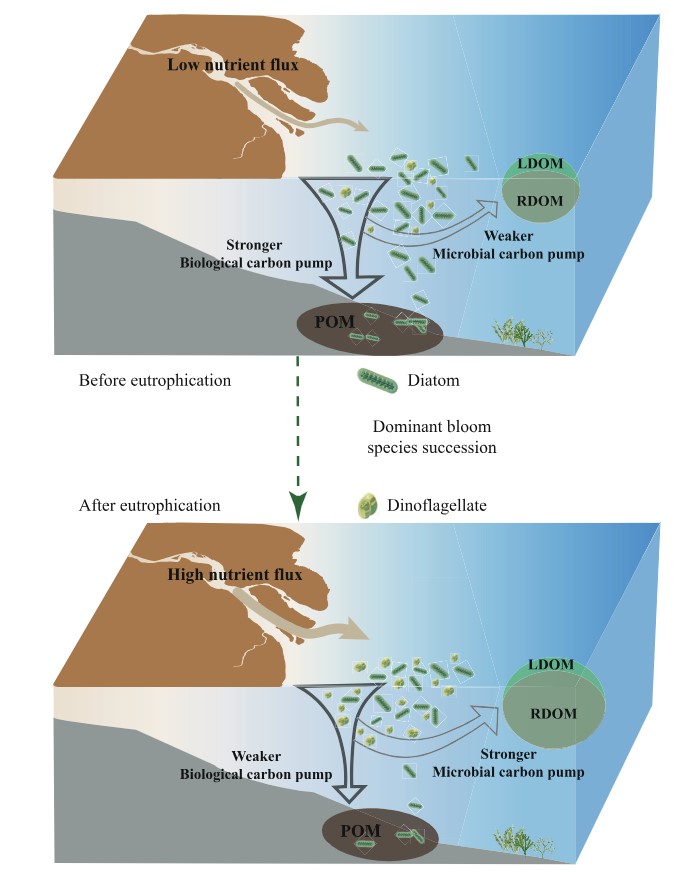 Low nutrient flux
LDOM
RDOM
Stronger
Biological carbon pump
Weaker
Microbial carbon pump
POM
Before eutrophication
Diatom
Dominant bloom
species succession
After eutrophication
Dinoflagellate
High nutrient flux
LDOM
RDOM
Weaker
Biological carbon pump
Stronger
Microbial carbon pump
POM